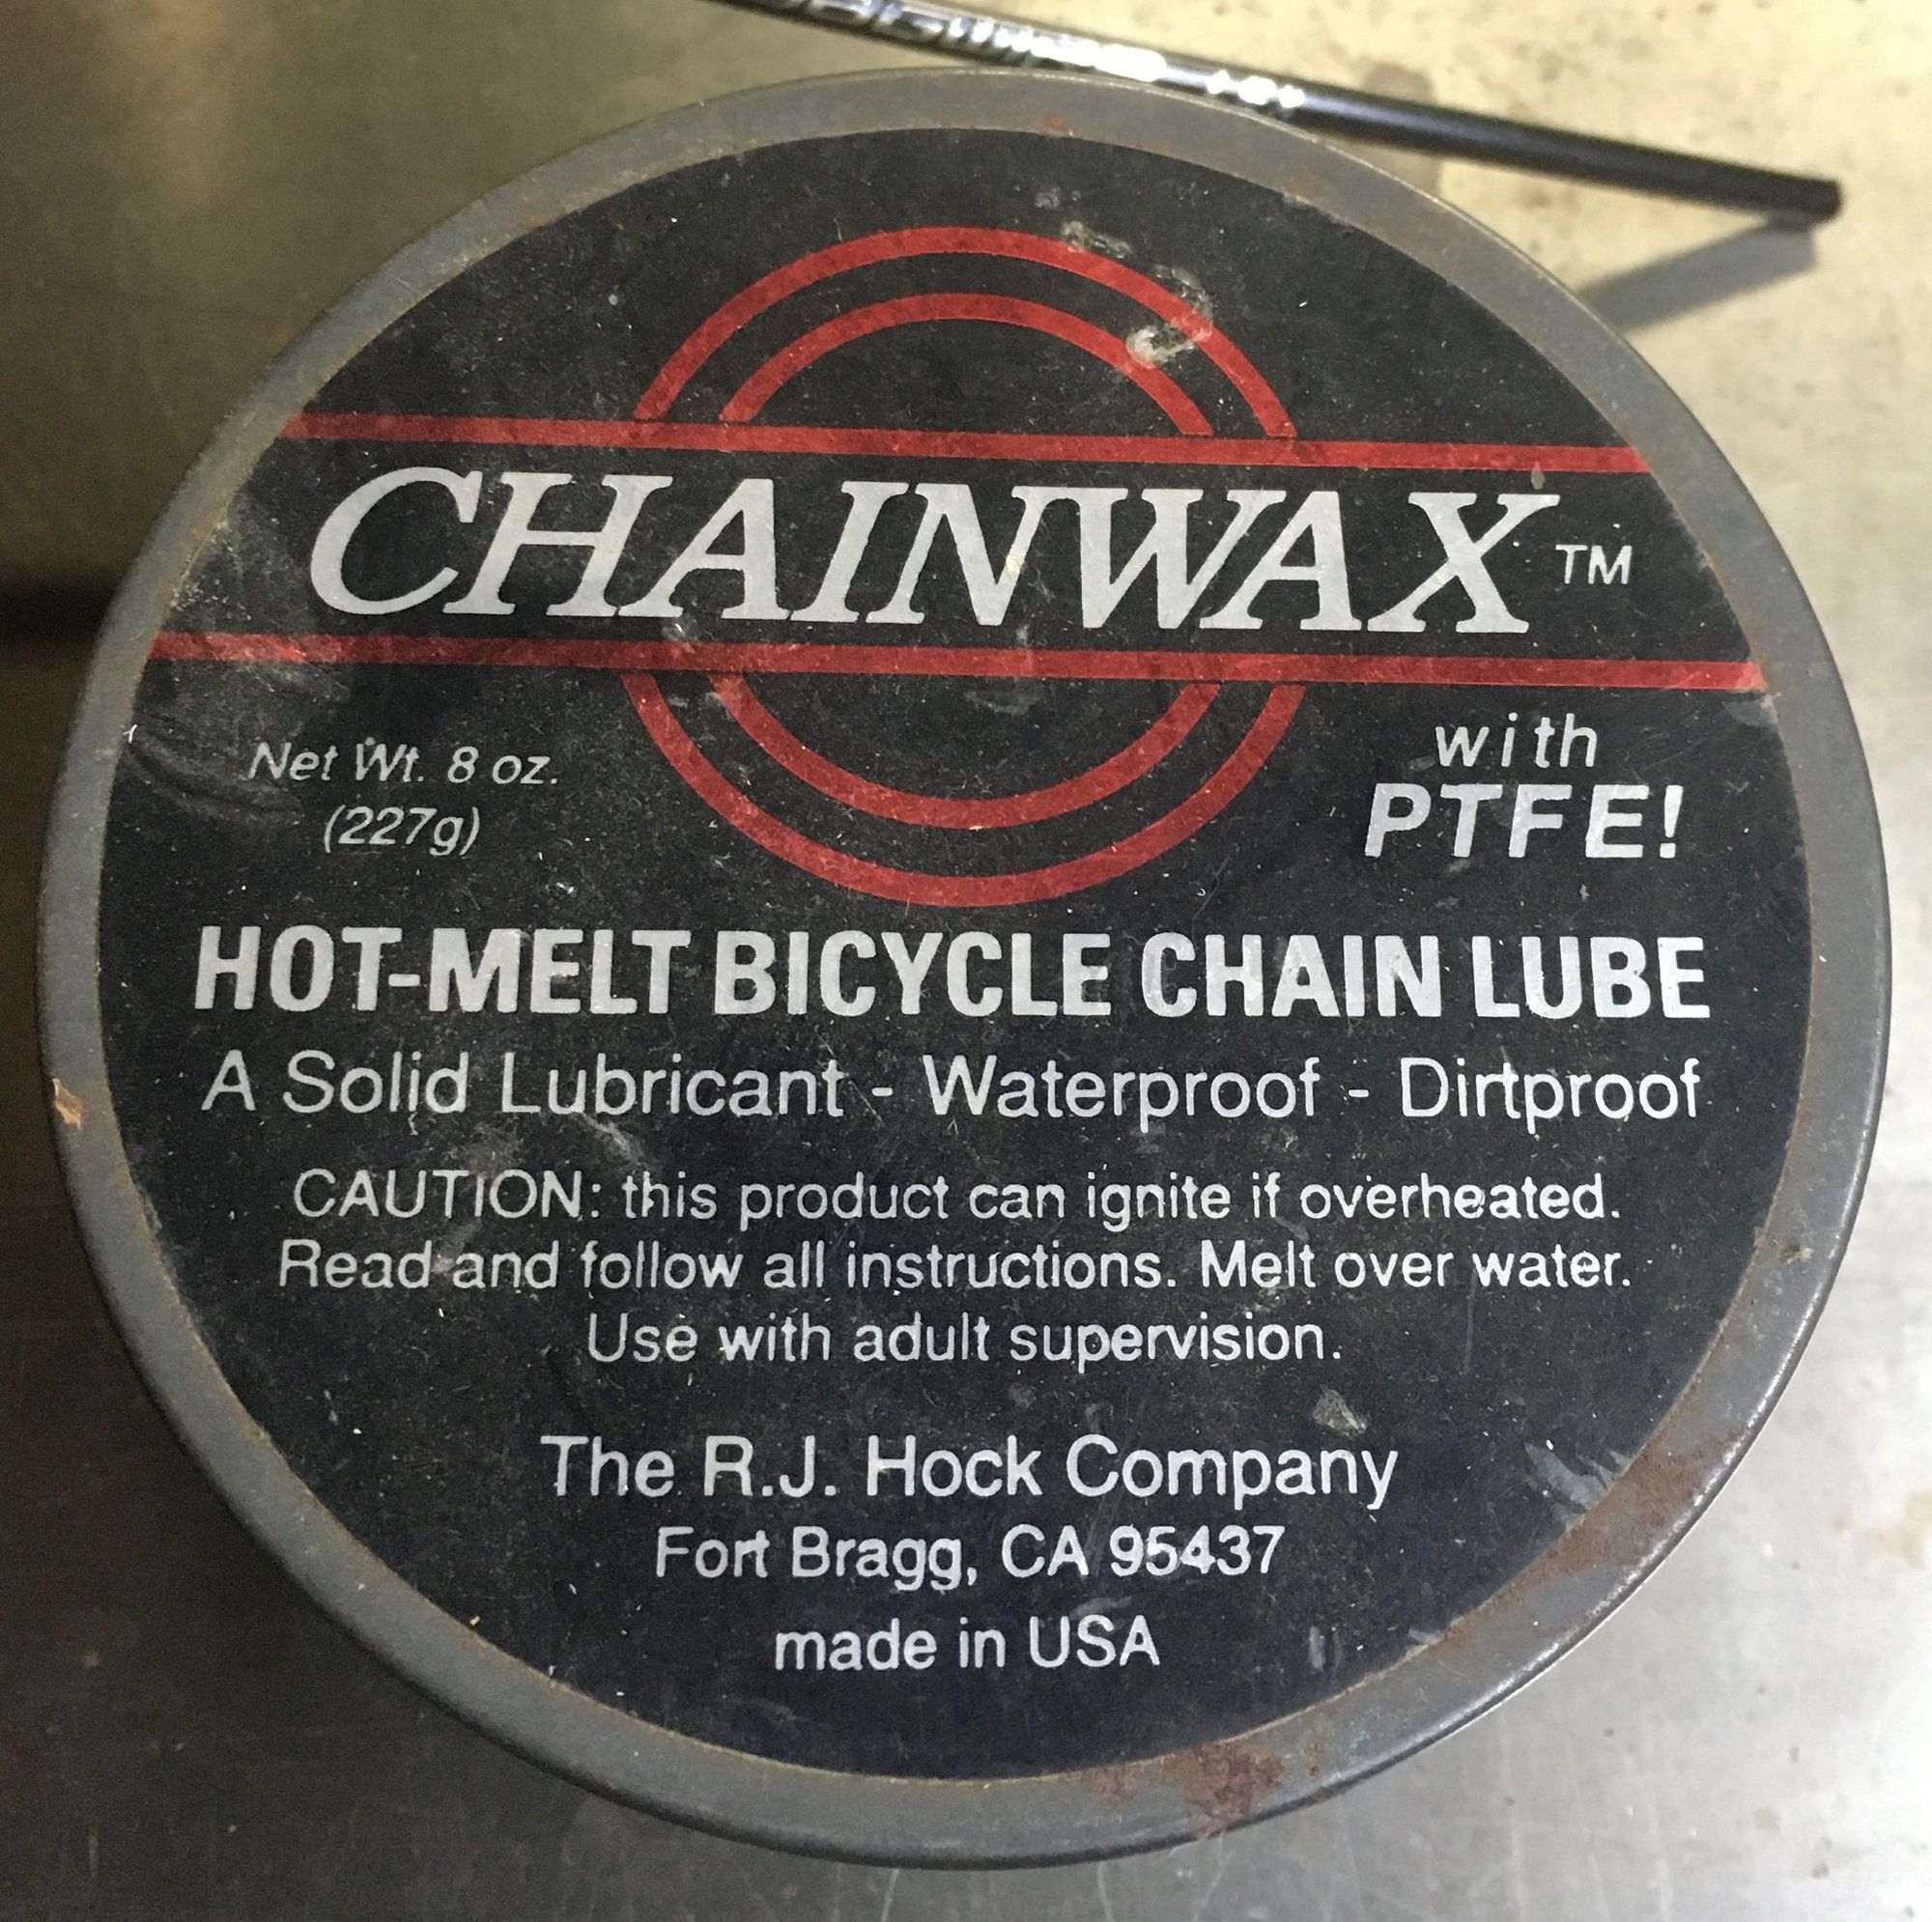 CHAINWAX TM
with
Net Wt. 8 oz.
(227g)
PTFE!
HOT-MELT BICYCLE CHAIN LUBE
A Solid Lubricant - Waterproof - Dirtproof
CAUTION: this product can ignite if overheated.
Read and follow all instructions. Melt over water.
Use with adult supervision.
The R.J. Hock Company
Fort Bragg, CA 95437
made in USA